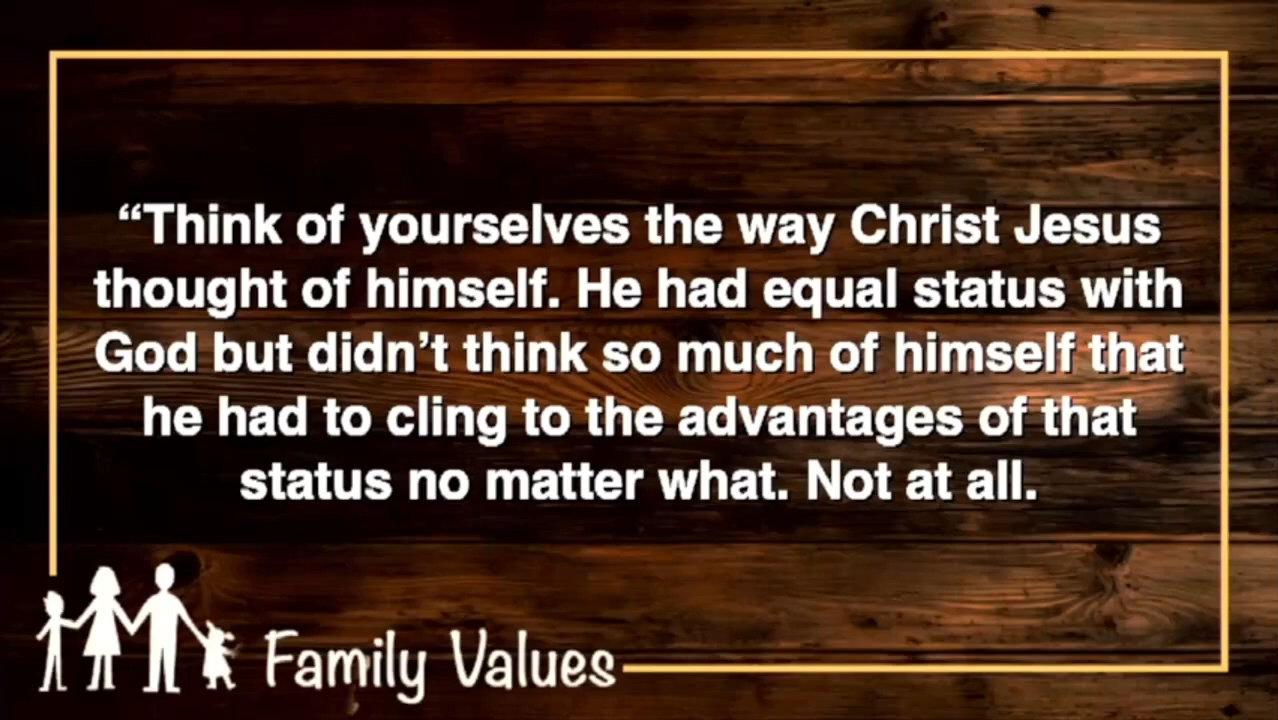 “Think of yourselves the way Christ Jesus
thought of himself. He had equal status with
God but didn’t think so much of himself that
he had to cling to the advantages of that
status no matter what. Not at all.
Family Values